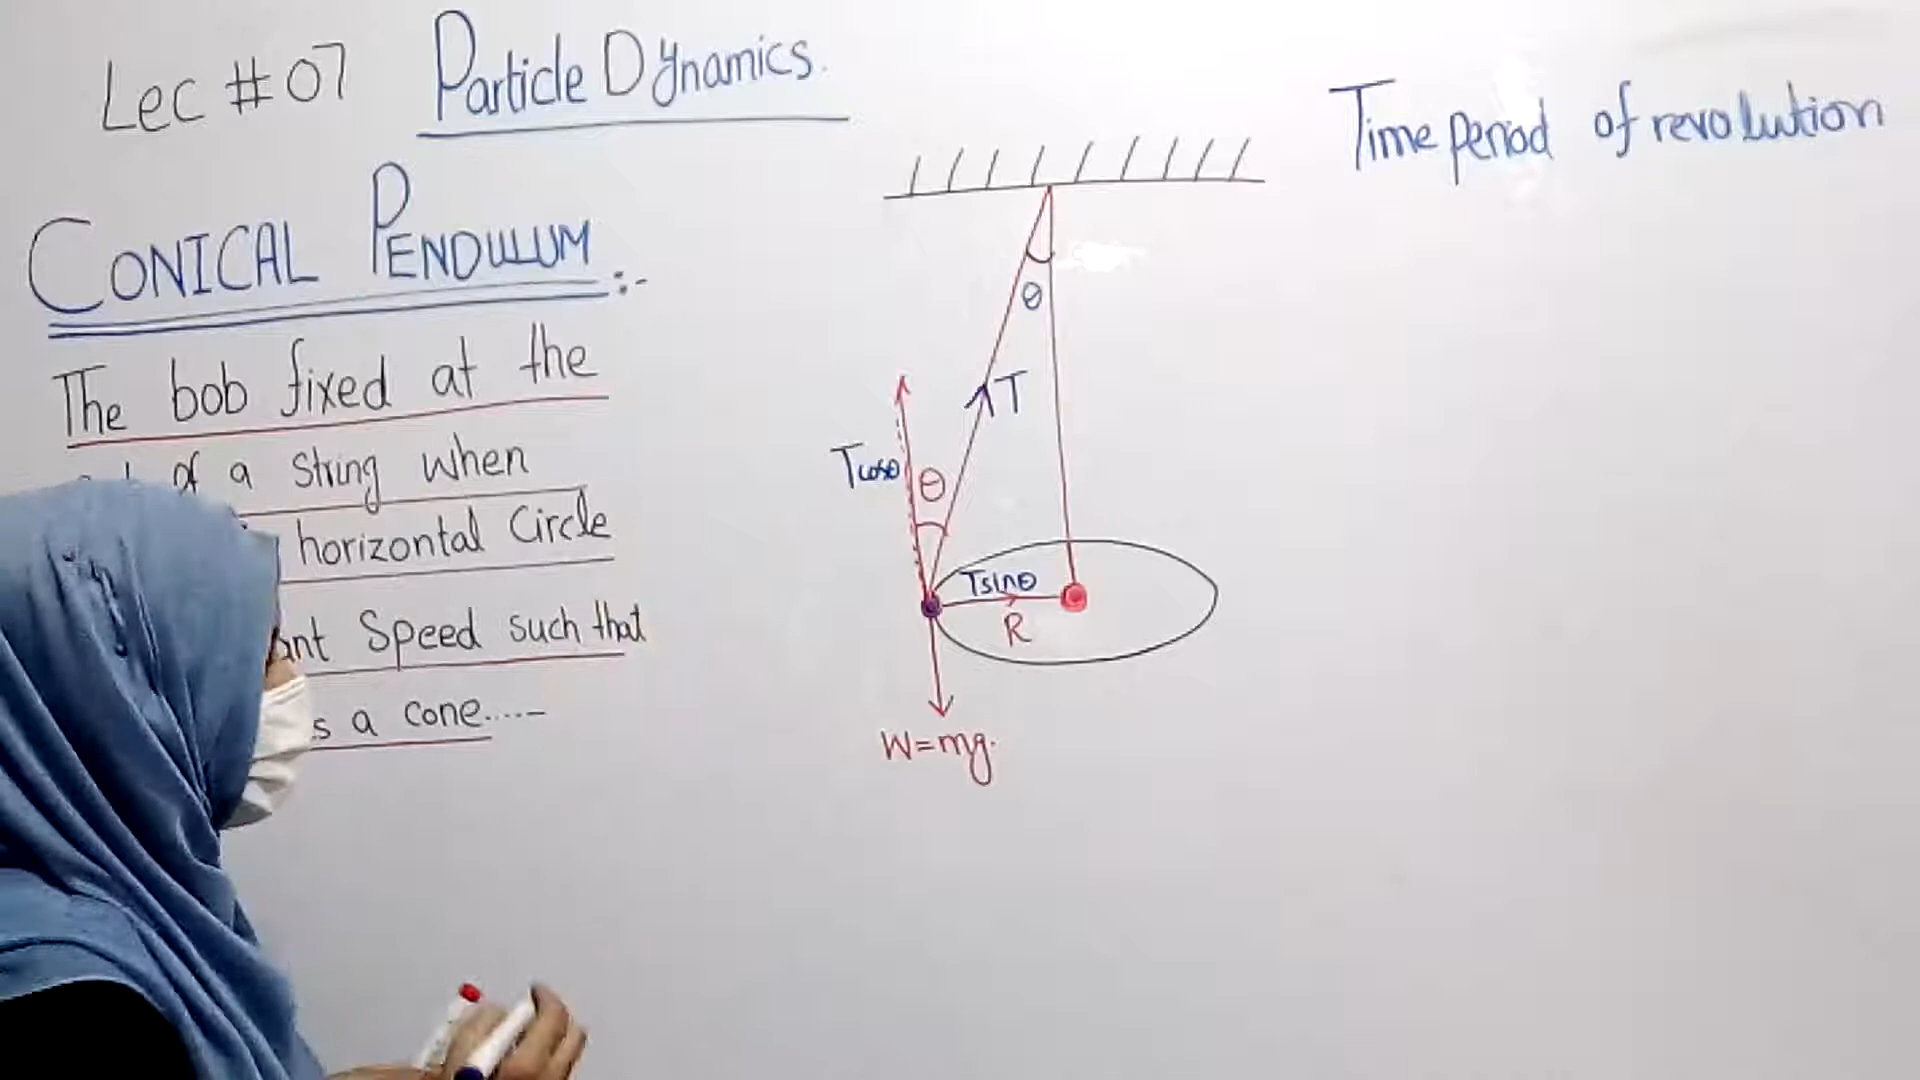 Lec # 07 Particle Dynamics.
CONICAL PENDULUM :-
The bob fixed at the
of a string when
horizontal Circle
Speed such that
a cone.....-
Time period of revolution
θ
T
Tcosθ
θ
Tsinθ
R
W=mg.